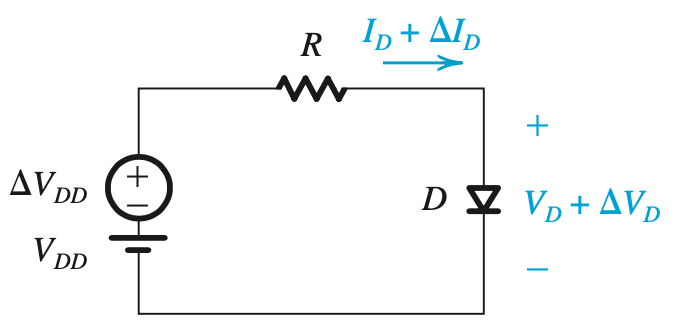 R
I_D + ΔI_D
+
ΔV_DD
+
−
D
V_D + ΔV_D
V_DD
−